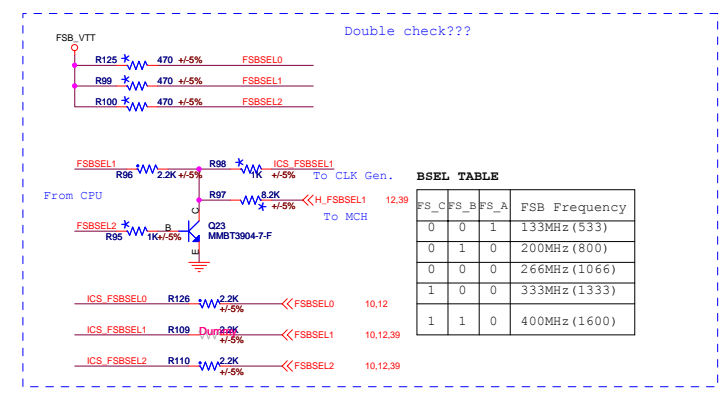 Double check???
FSB_VTT
R125 * 470 +/-5% FSBSEL0
R99 * 470 +/-5% FSBSEL1
R100 * 470 +/-5% FSBSEL2
FSBSEL1 R96 2.2K +/-5% R98 * 1K +/-5% ICS_FSBSEL1
To CLK Gen.
From CPU
R97 8.2K * +/-5% H_FSBSEL1 12,39
To MCH
FSBSEL2 R95 * 1K +/-5% B C E Q23
MMBT3904-7-F
BSEL TABLE
FS_C FS_B FS_A FSB Frequency
0 0 1 133MHz(533)
0 1 0 200MHz(800)
0 0 0 266MHz(1066)
1 0 0 333MHz(1333)
1 1 0 400MHz(1600)
ICS_FSBSEL0 R126 2.2K +/-5% FSBSEL0 10,12
ICS_FSBSEL1 R109 Dummy 2.2K +/-5% FSBSEL1 10,12,39
ICS_FSBSEL2 R110 2.2K +/-5% FSBSEL2 10,12,39